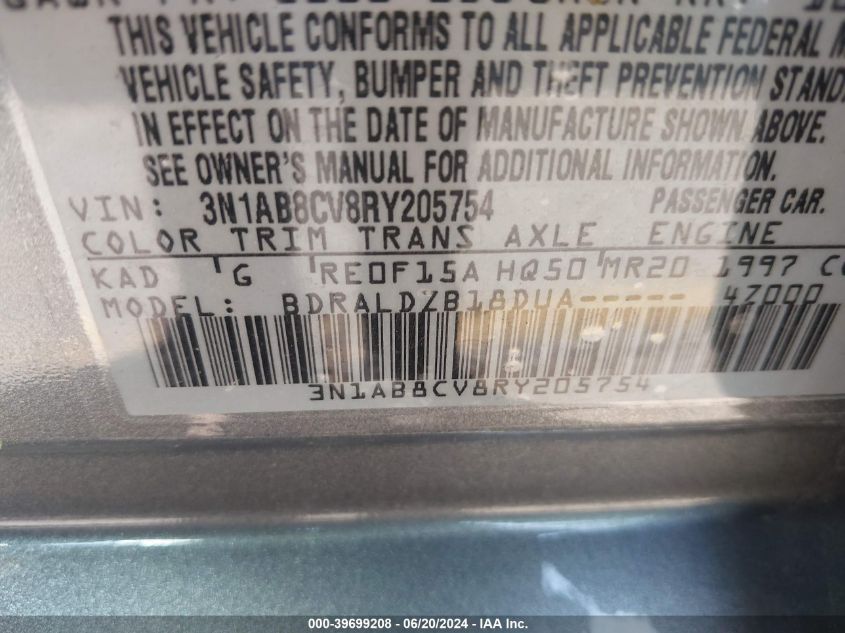 THIS VEHICLE CONFORMS TO ALL APPLICABLE FEDERAL M
VEHICLE SAFETY, BUMPER AND THEFT PREVENTION STAND
IN EFFECT ON THE DATE OF MANUFACTURE SHOWN ABOVE.
SEE OWNER'S MANUAL FOR ADDITIONAL INFORMATION.
VIN: 3N1AB8CV8RY205754 PASSENGER CAR.
COLOR TRIM TRANS AXLE ENGINE
KAD G RE0F15A HQ50 MR20 1997 CC
MODEL: BDRALDZB18DUA----- 47000
3N1AB8CV8RY205754
000-39699208 - 06/20/2024 - IAA Inc.